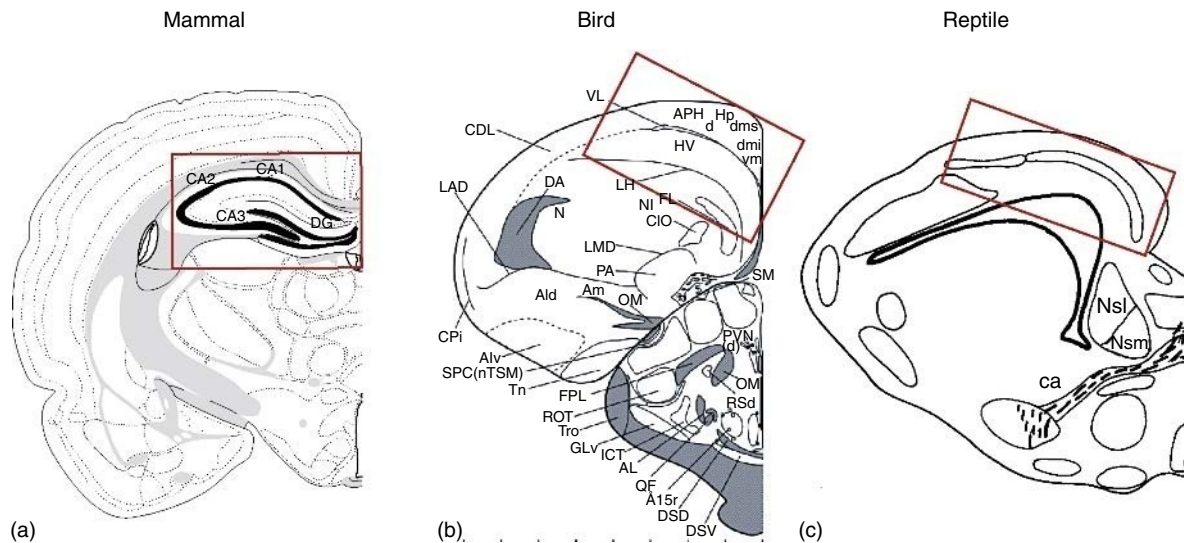 Mammal
Bird
Reptile
CA1
CA2
CA3
DG
(a)
VL
APH
Hp
d
dms
CDL
HV
dmi
vm
LAD
DA
LH
NI
FL
N
CIO
LMD
PA
SM
Ald
Am
OM
CPi
Alv
PVN
(d)
SPC(nTSM)
Tn
OM
FPL
RSd
ROT
Tro
GLv
ICT
AL
QF
A15r
DSD
DSV
(b)
Nsl
Nsm
ca
(c)